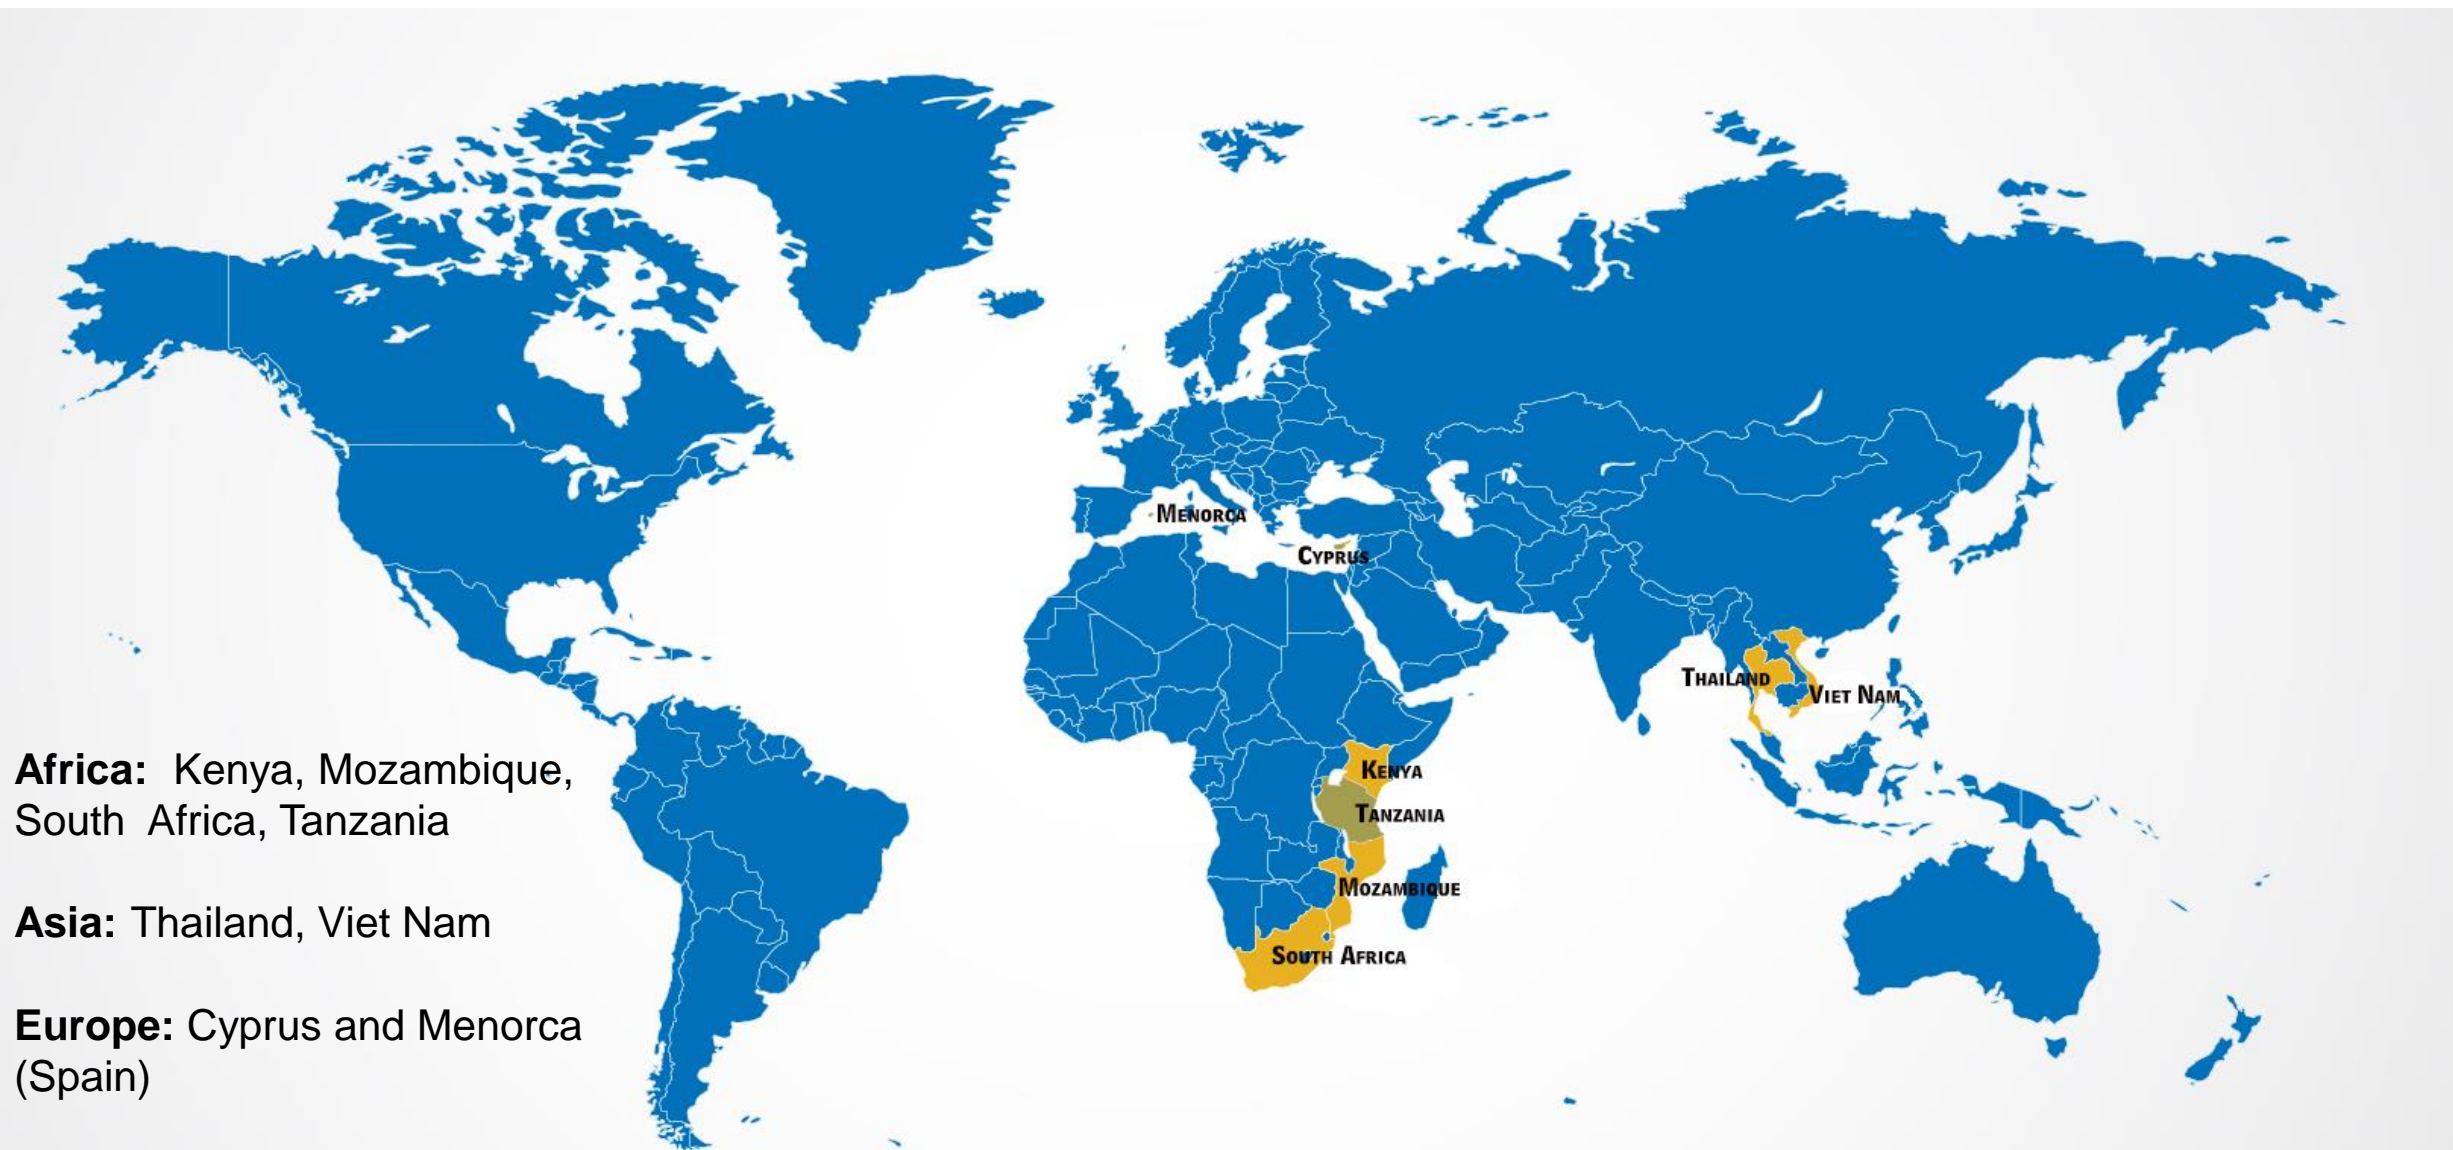 MENORCA
CYPRUS
THAILAND
VIET NAM
KENYA
TANZANIA
MOZAMBIQUE
SOUTH AFRICA
Africa: Kenya, Mozambique,
South Africa, Tanzania
Asia: Thailand, Viet Nam
Europe: Cyprus and Menorca
(Spain)